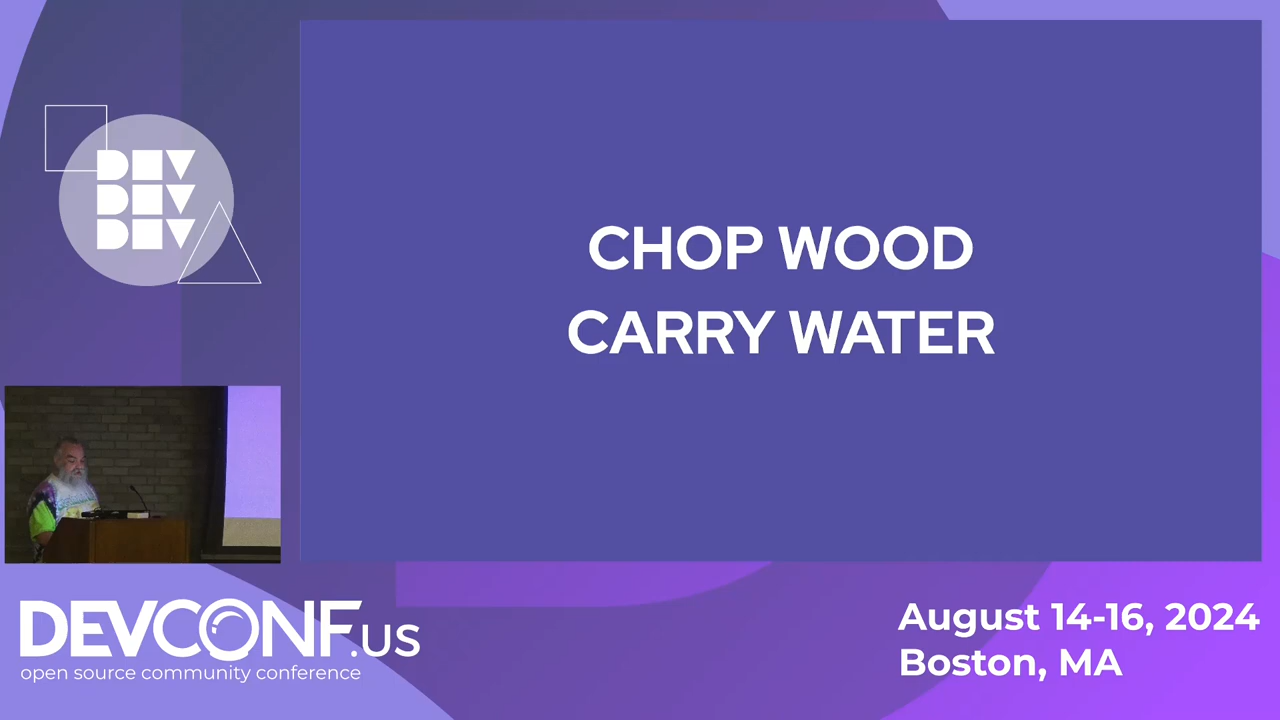 DEV
DEV
DEV
CHOP WOOD
CARRY WATER
DEVCONF.US
open source community conference
August 14-16, 2024
Boston, MA